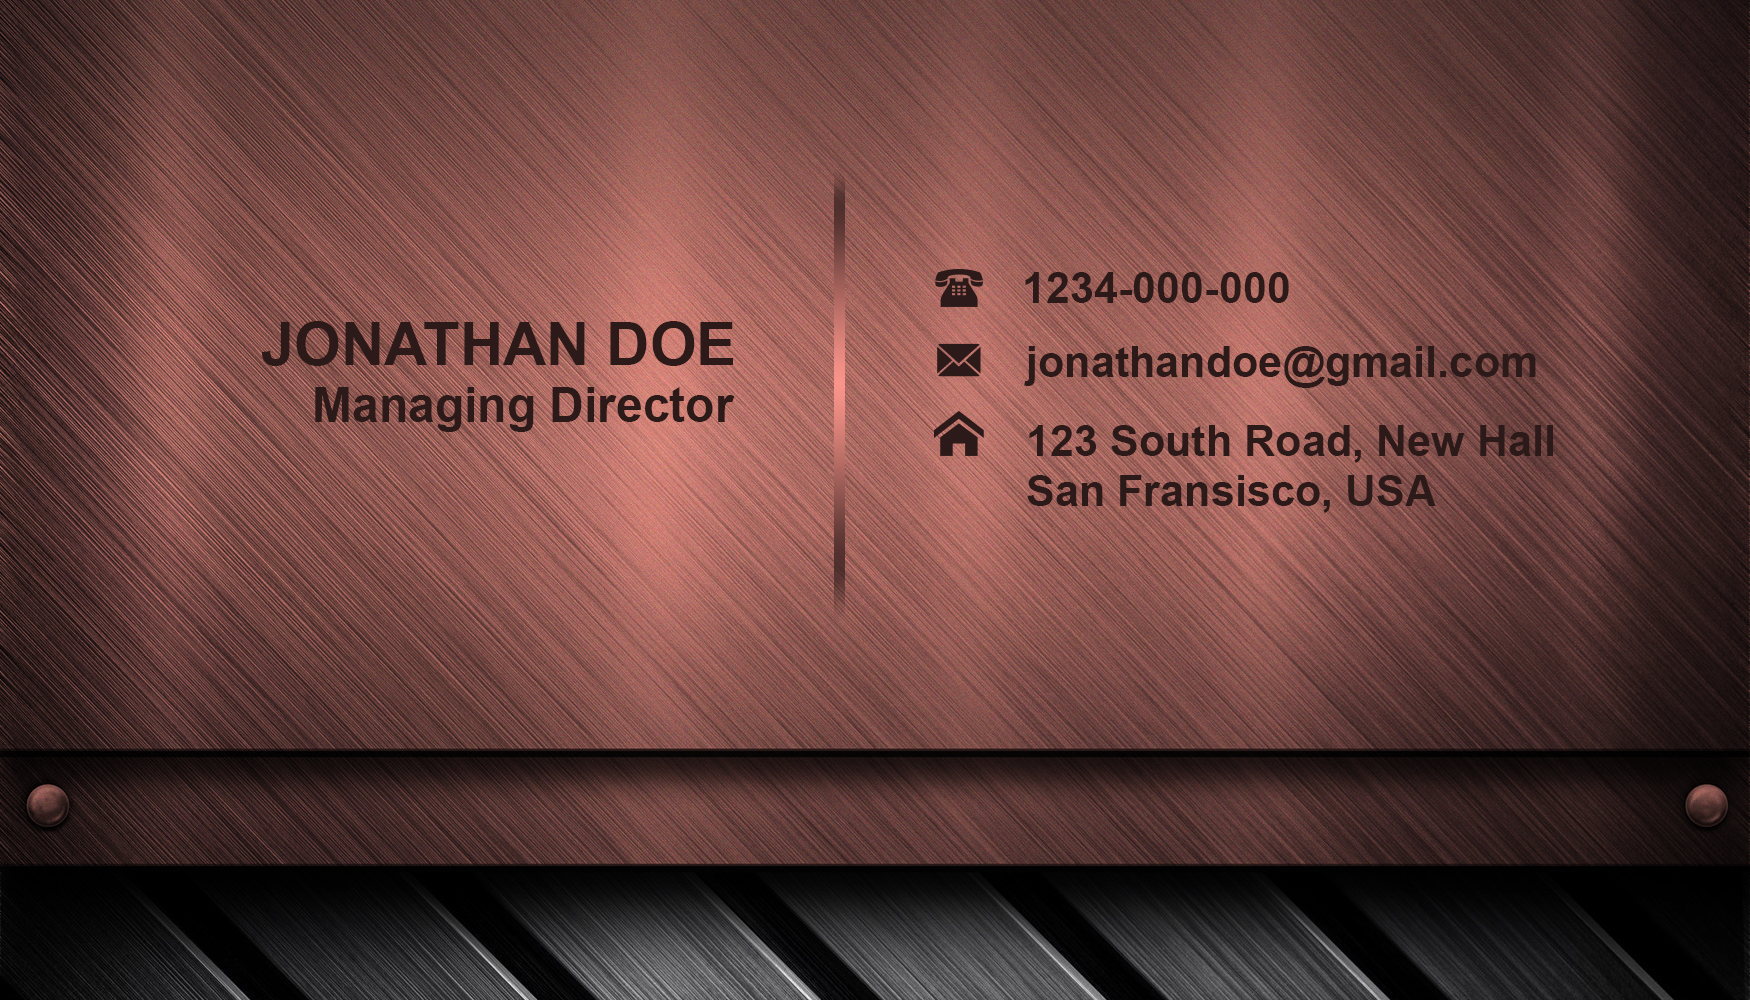 JONATHAN DOE
Managing Director
1234-000-000
jonathandoe@gmail.com
123 South Road, New Hall
San Fransisco, USA